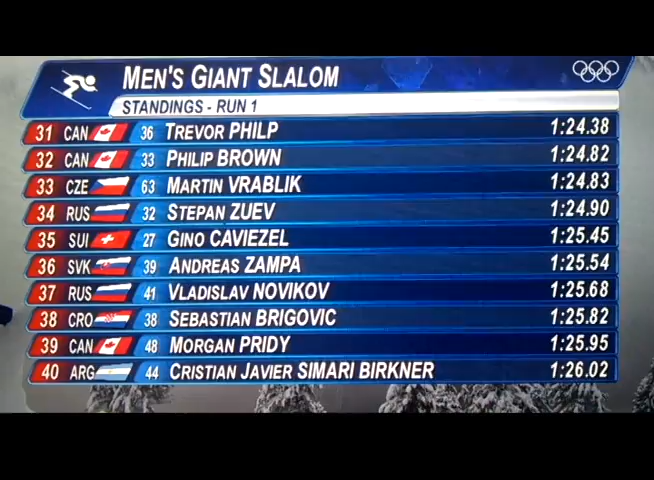 MEN'S GIANT SLALOM
STANDINGS - RUN 1
31 CAN 36 TREVOR PHILP 1:24.38
32 CAN 33 PHILIP BROWN 1:24.82
33 CZE 63 MARTIN VRABLIK 1:24.83
34 RUS 32 STEPAN ZUEV 1:24.90
35 SUI 27 GINO CAVIEZEL 1:25.45
36 SVK 39 ANDREAS ZAMPA 1:25.54
37 RUS 41 VLADISLAV NOVIKOV 1:25.68
38 CRO 38 SEBASTIAN BRIGOVIC 1:25.82
39 CAN 48 MORGAN PRIDY 1:25.95
40 ARG 44 CRISTIAN JAVIER SIMARI BIRKNER 1:26.02